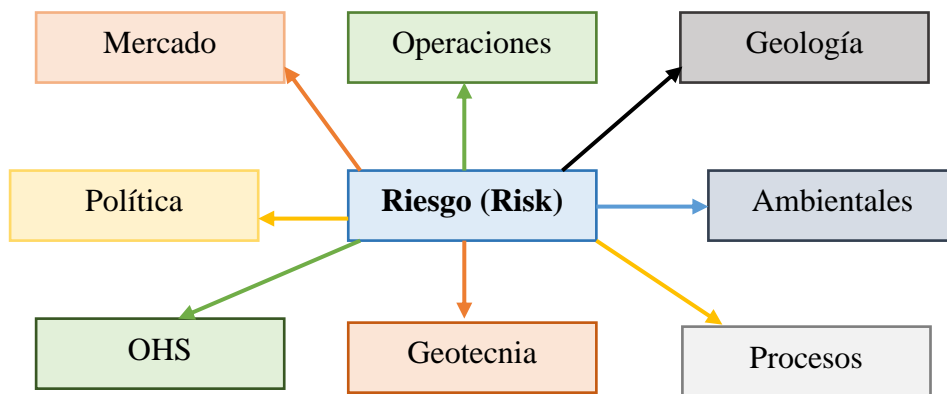 Mercado
Operaciones
Geología
Política
Riesgo (Risk)
Ambientales
OHS
Geotecnia
Procesos